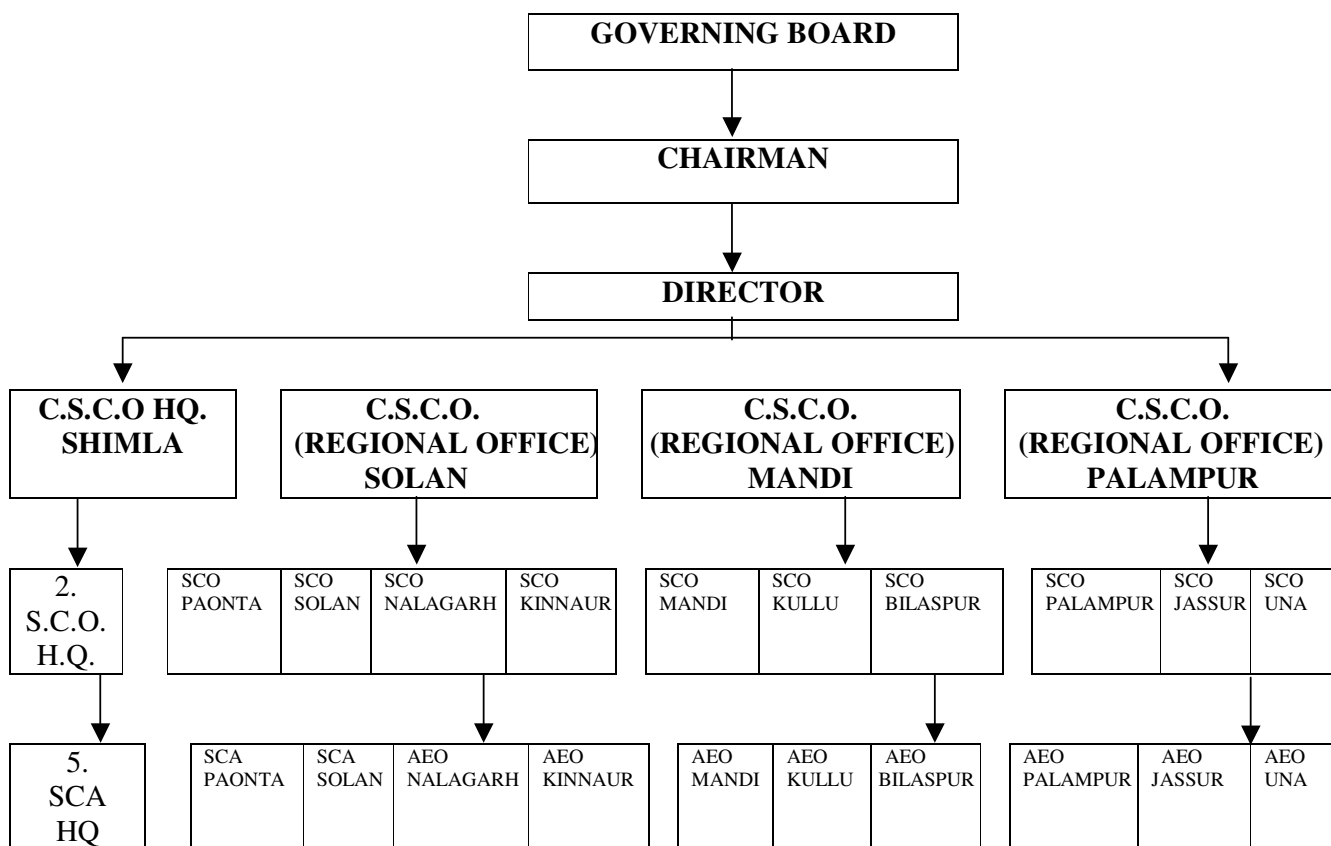 GOVERNING BOARD
CHAIRMAN
DIRECTOR
C.S.C.O HQ.
SHIMLA
C.S.C.O.
(REGIONAL OFFICE)
SOLAN
C.S.C.O.
(REGIONAL OFFICE)
MANDI
C.S.C.O.
(REGIONAL OFFICE)
PALAMPUR
2.
S.C.O.
H.Q.
SCO
PAONTA
SCO
SOLAN
SCO
NALAGARH
SCO
KINNAUR
SCO
MANDI
SCO
KULLU
SCO
BILASPUR
SCO
PALAMPUR
SCO
JASSUR
SCO
UNA
5.
SCA
HQ
SCA
PAONTA
SCA
SOLAN
AEO
NALAGARH
AEO
KINNAUR
AEO
MANDI
AEO
KULLU
AEO
BILASPUR
AEO
PALAMPUR
AEO
JASSUR
AEO
UNA